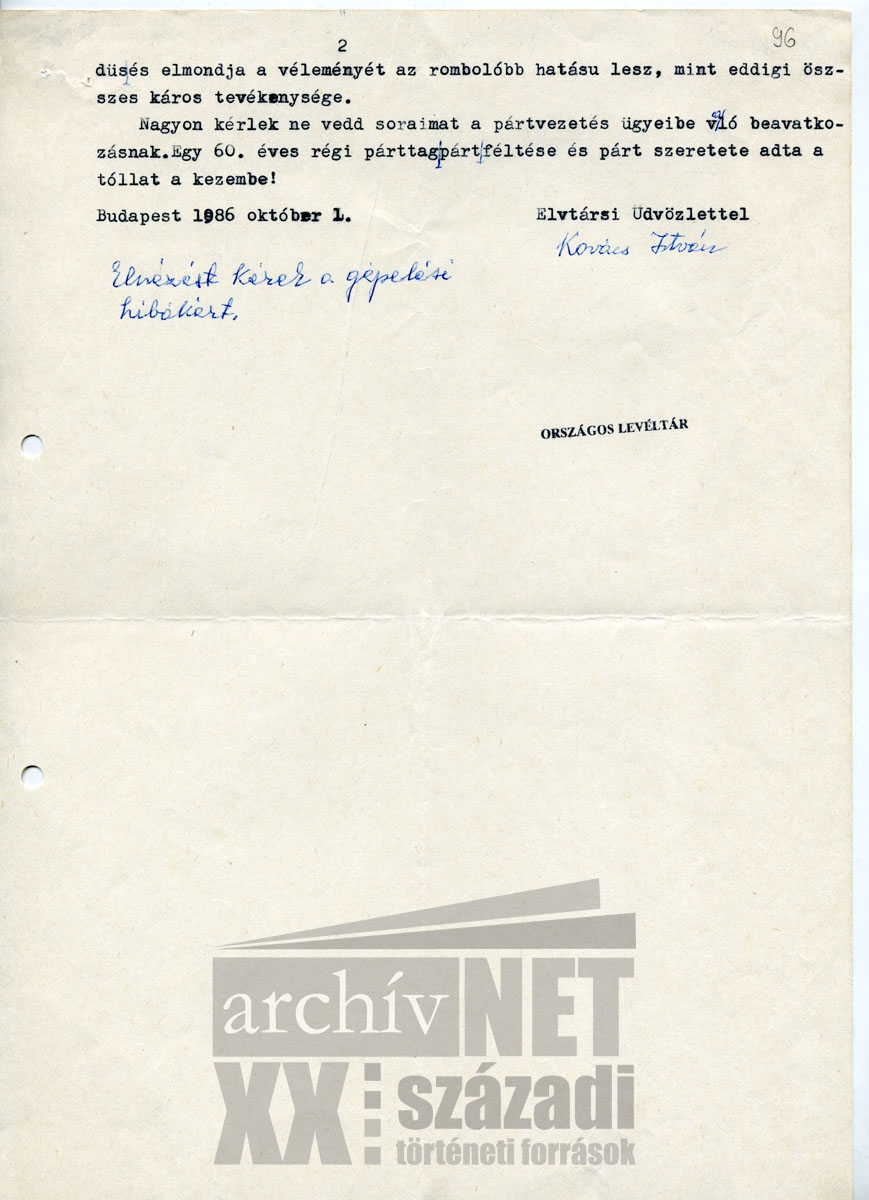 2
96
düsés elmondja a véleményét az rombolóbb hatásu lesz, mint eddigi ösz-
szes káros tevékenysége.
Nagyon kérlek ne vedd soraimat a pártvezetés ügyeibe való beavatko-
zásnak.Egy 60. éves régi párttagpártféltése és párt szeretete adta a
tóllat a kezembe!
Budapest 1986 október 1.
Elvtársi Üdvözlettel
Kovács István
Elnézést kérek a gépelési
hibákért.
ORSZÁGOS LEVÉLTÁR
archívNET
XX századi
történeti források